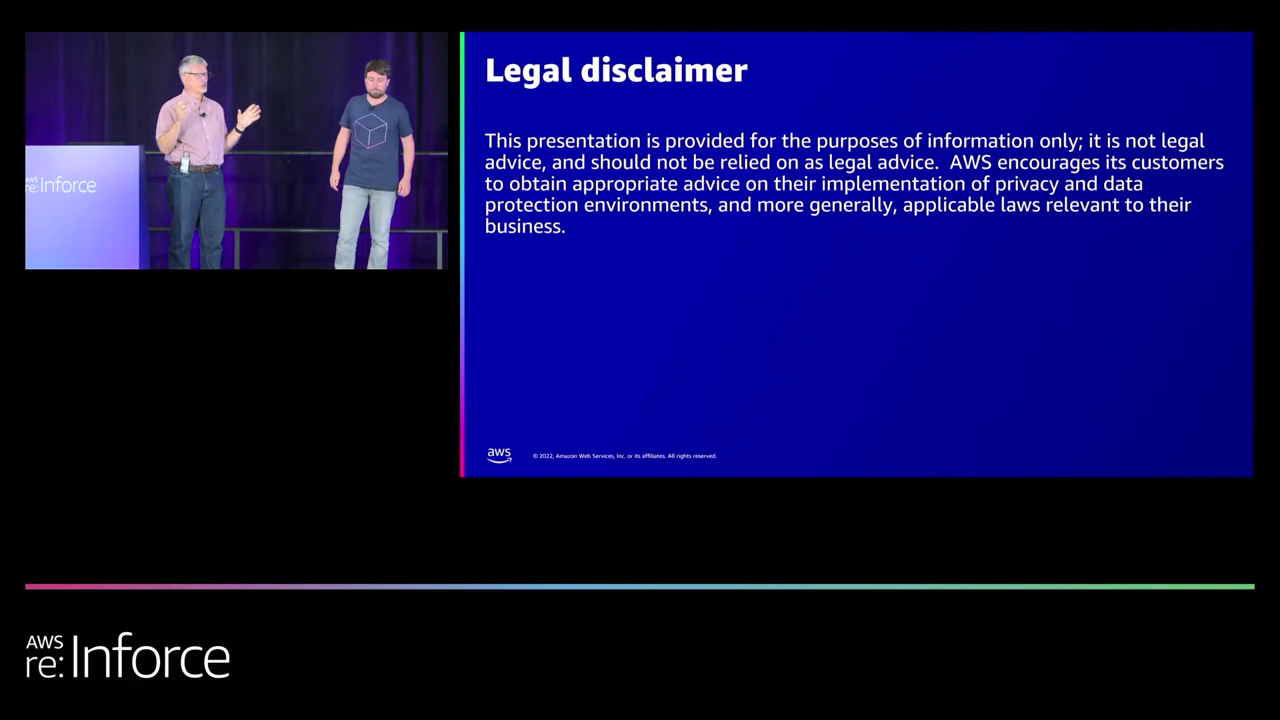 AWS
re:Inforce
Legal disclaimer
This presentation is provided for the purposes of information only; it is not legal
advice, and should not be relied on as legal advice.  AWS encourages its customers
to obtain appropriate advice on their implementation of privacy and data
protection environments, and more generally, applicable laws relevant to their
business.
aws
© 2022, Amazon Web Services, Inc. or its affiliates. All rights reserved.
AWS
re:Inforce